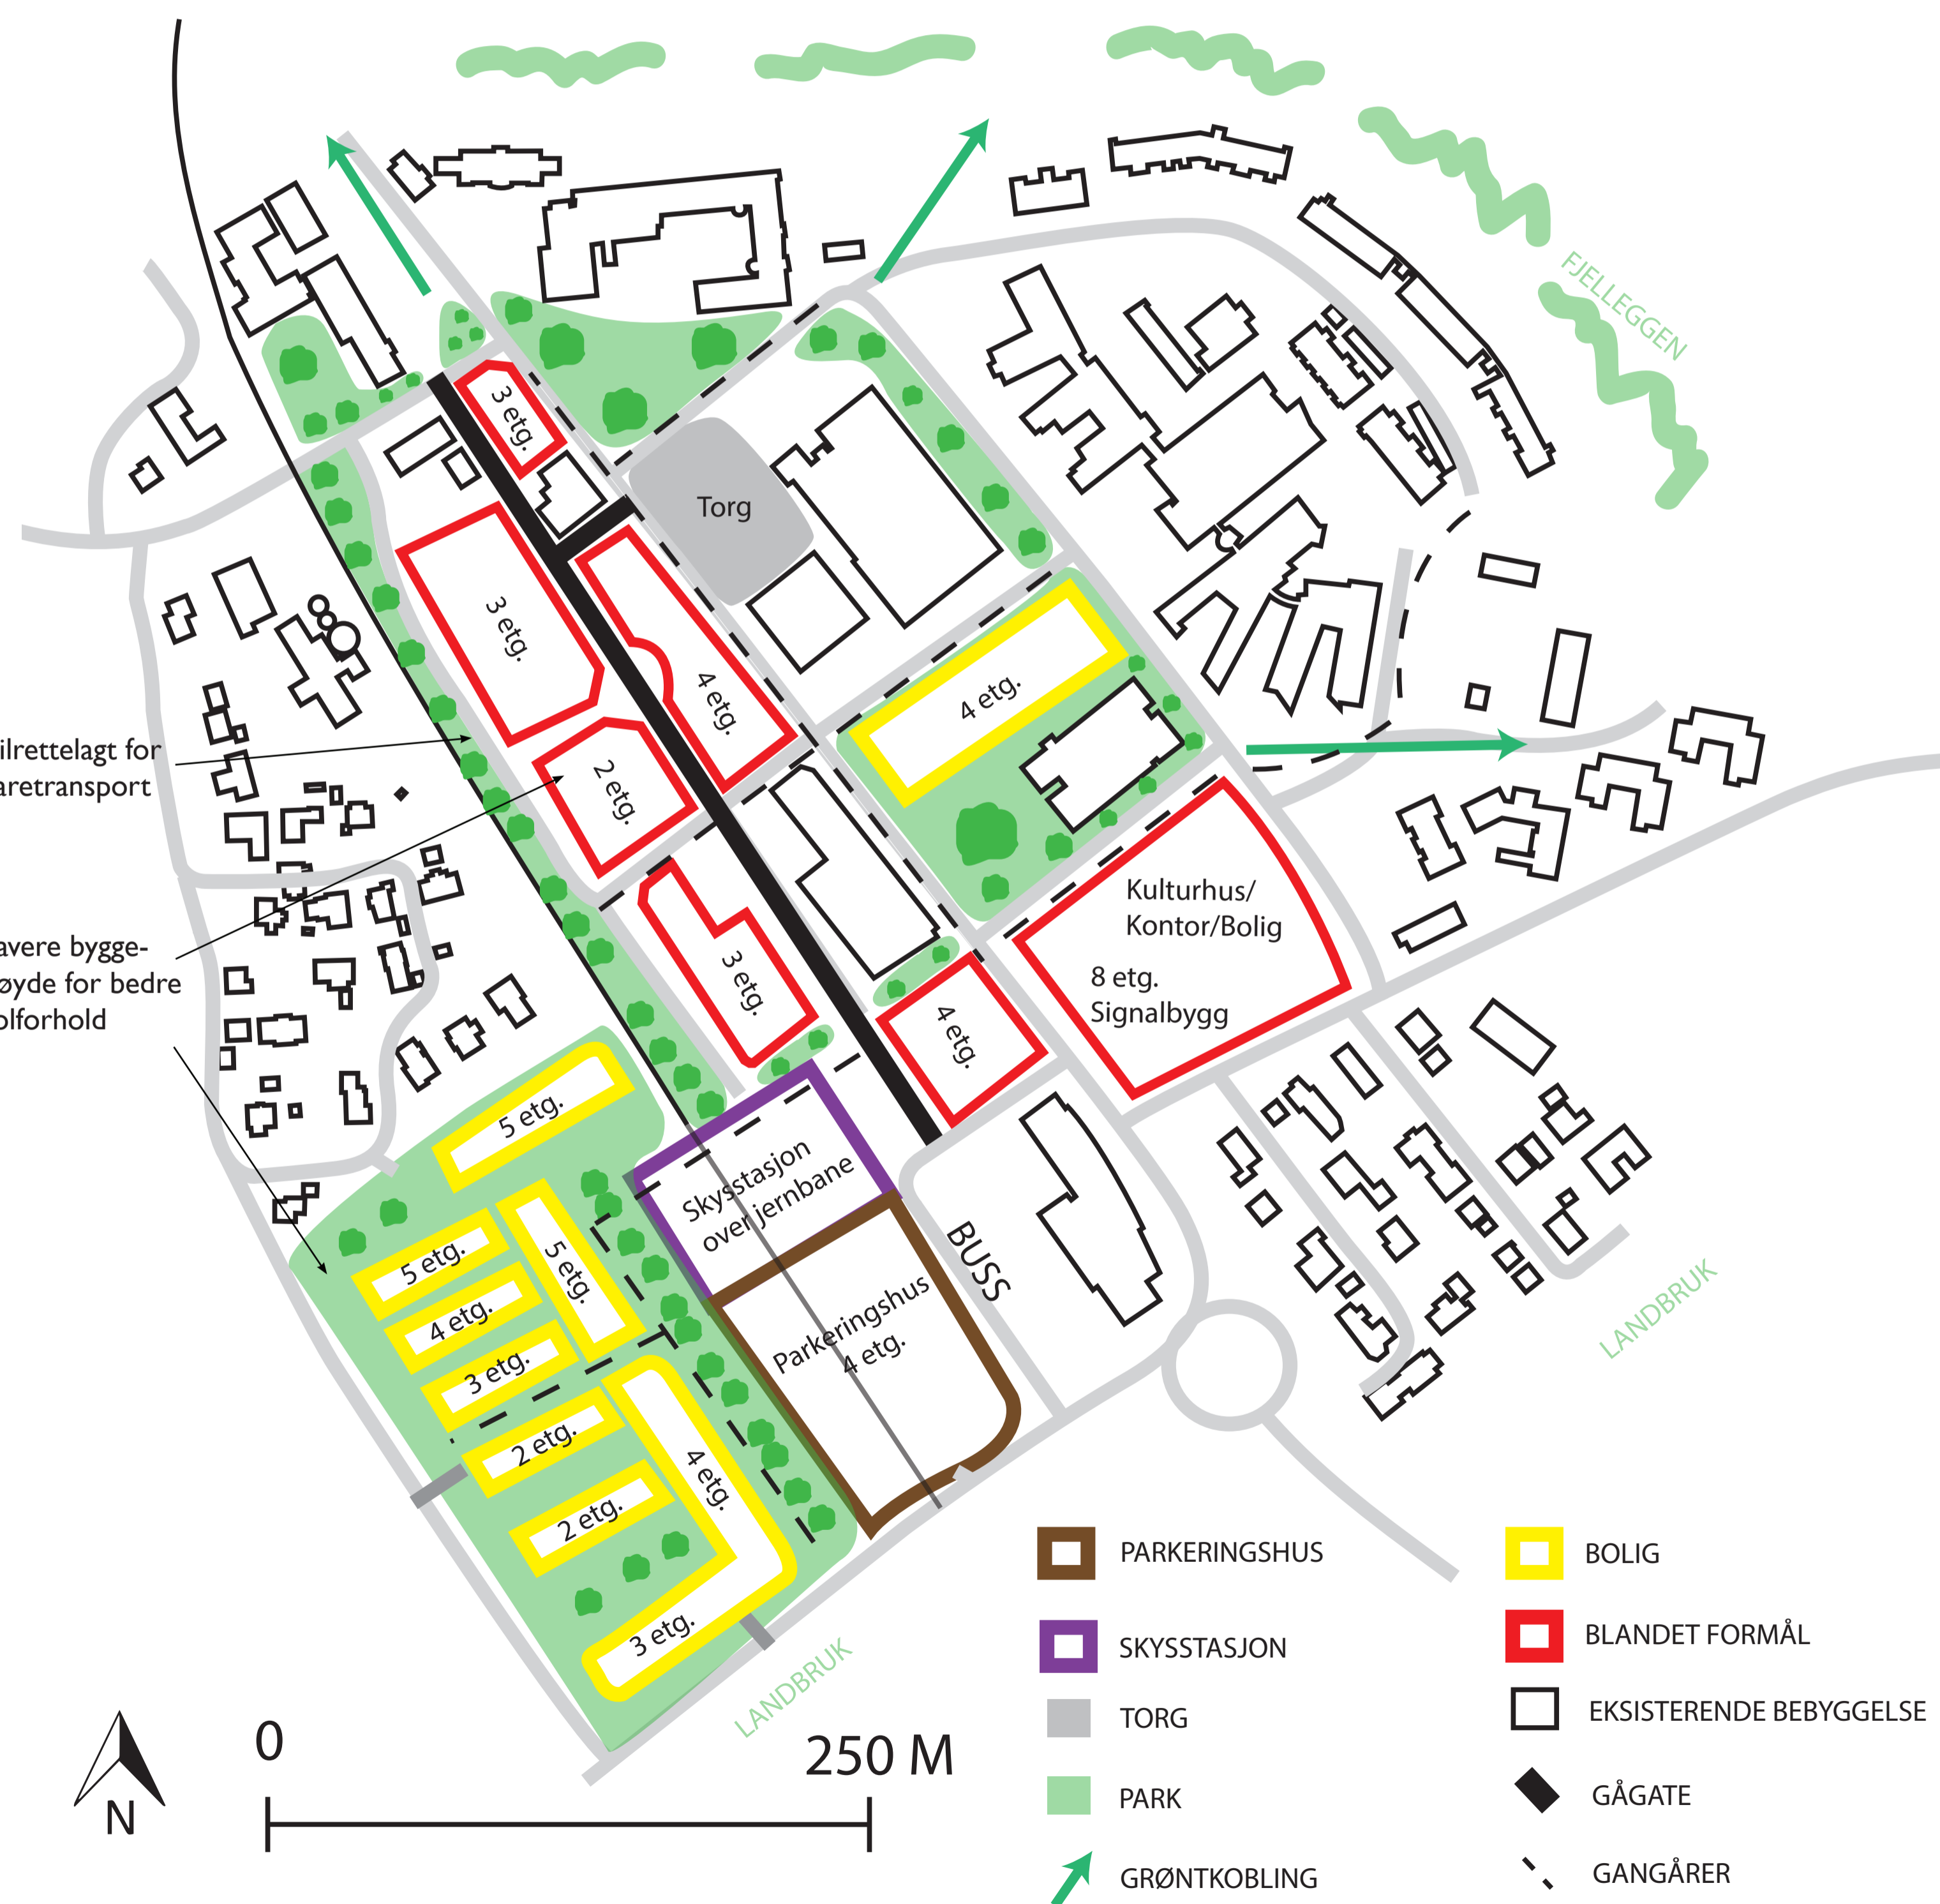 FJELLEGGEN
3 etg.
Torg
3 etg.
4 etg.
4 etg.
ilrettelagt for
aretransport
2 etg.
Kulturhus/
Kontor/Bolig
8 etg.
Signalbygg
avere bygge-
øyde for bedre
olforhold
3 etg.
4 etg.
5 etg.
Skysstasjon
over jernbane
5 etg.
5 etg.
4 etg.
3 etg.
BUSS
Parkeringshus
4 etg.
LANDBRUK
2 etg.
4 etg.
2 etg.
3 etg.
LANDBRUK
PARKERINGSHUS
SKYSSTASJON
TORG
PARK
GRØNTKOBLING
BOLIG
BLANDET FORMÅL
EKSISTERENDE BEBYGGELSE
GÅGATE
GANGÅRER
N
0
250 M